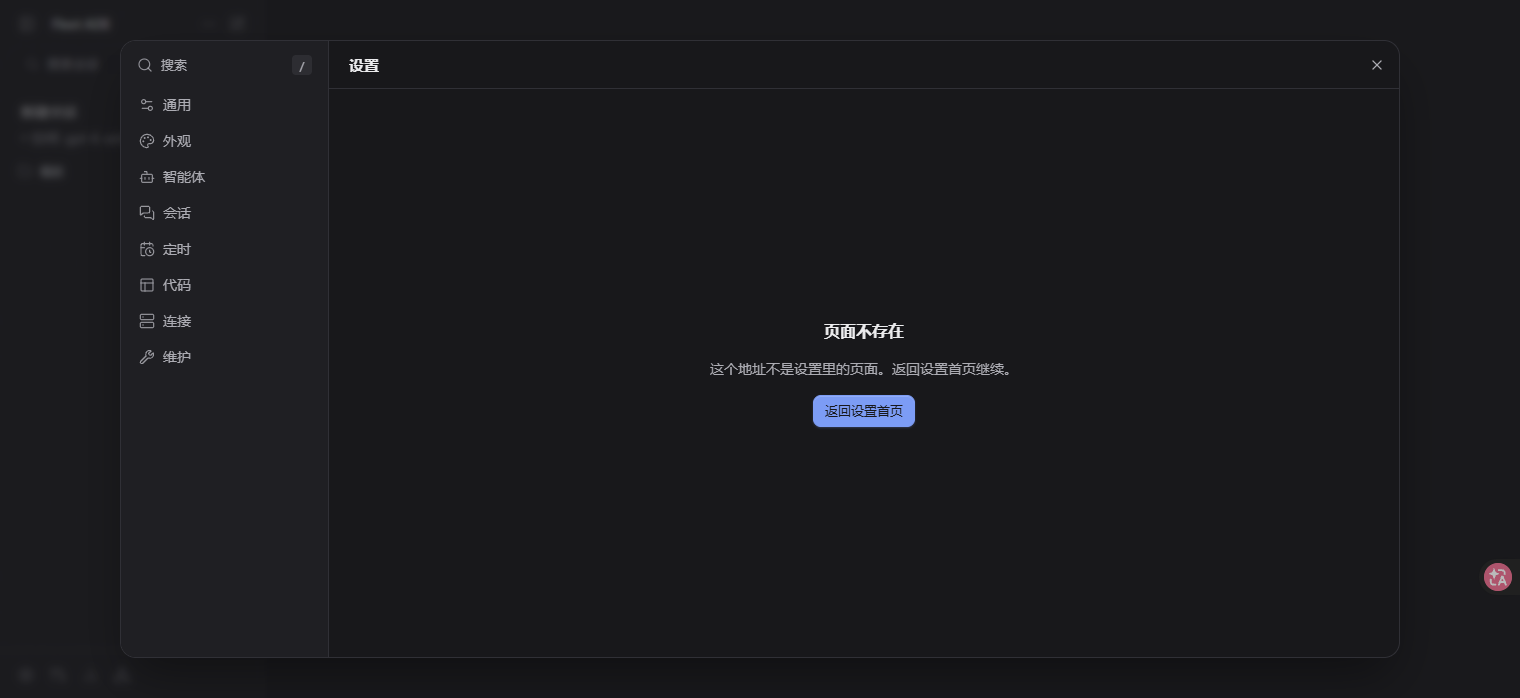 搜索
/
设置
通用
外观
智能体
会话
定时
代码
连接
维护
页面不存在
这个地址不是设置里的页面。返回设置首页继续。
返回设置首页